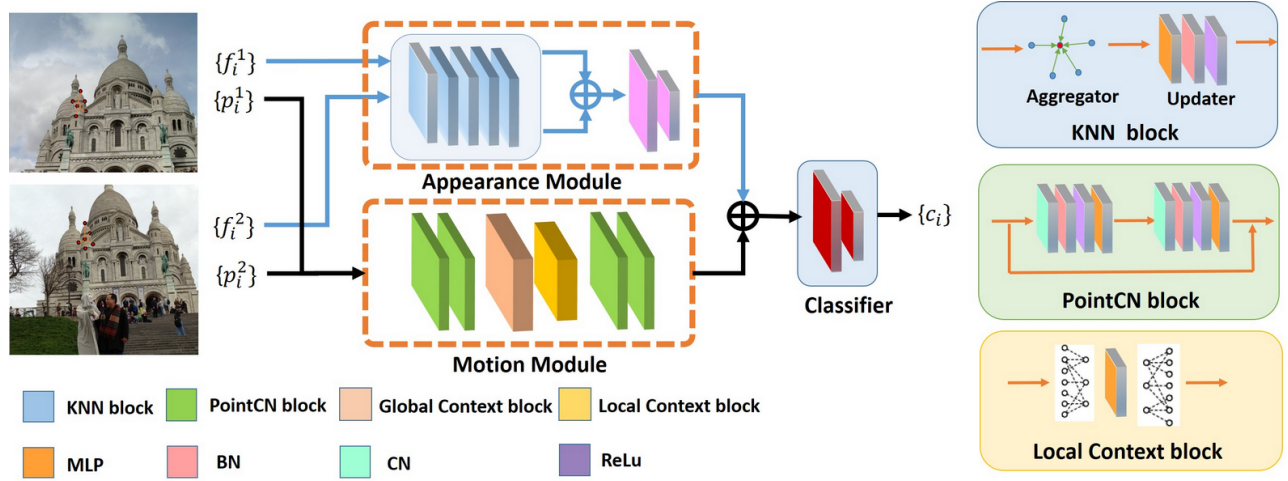 {f_i^1}
{p_i^1}
{f_i^2}
{p_i^2}
Appearance Module
Motion Module
Classifier
{c_i}
Aggregator
Updater
KNN block
PointCN block
Local Context block
KNN block
PointCN block
Global Context block
Local Context block
MLP
BN
CN
ReLu